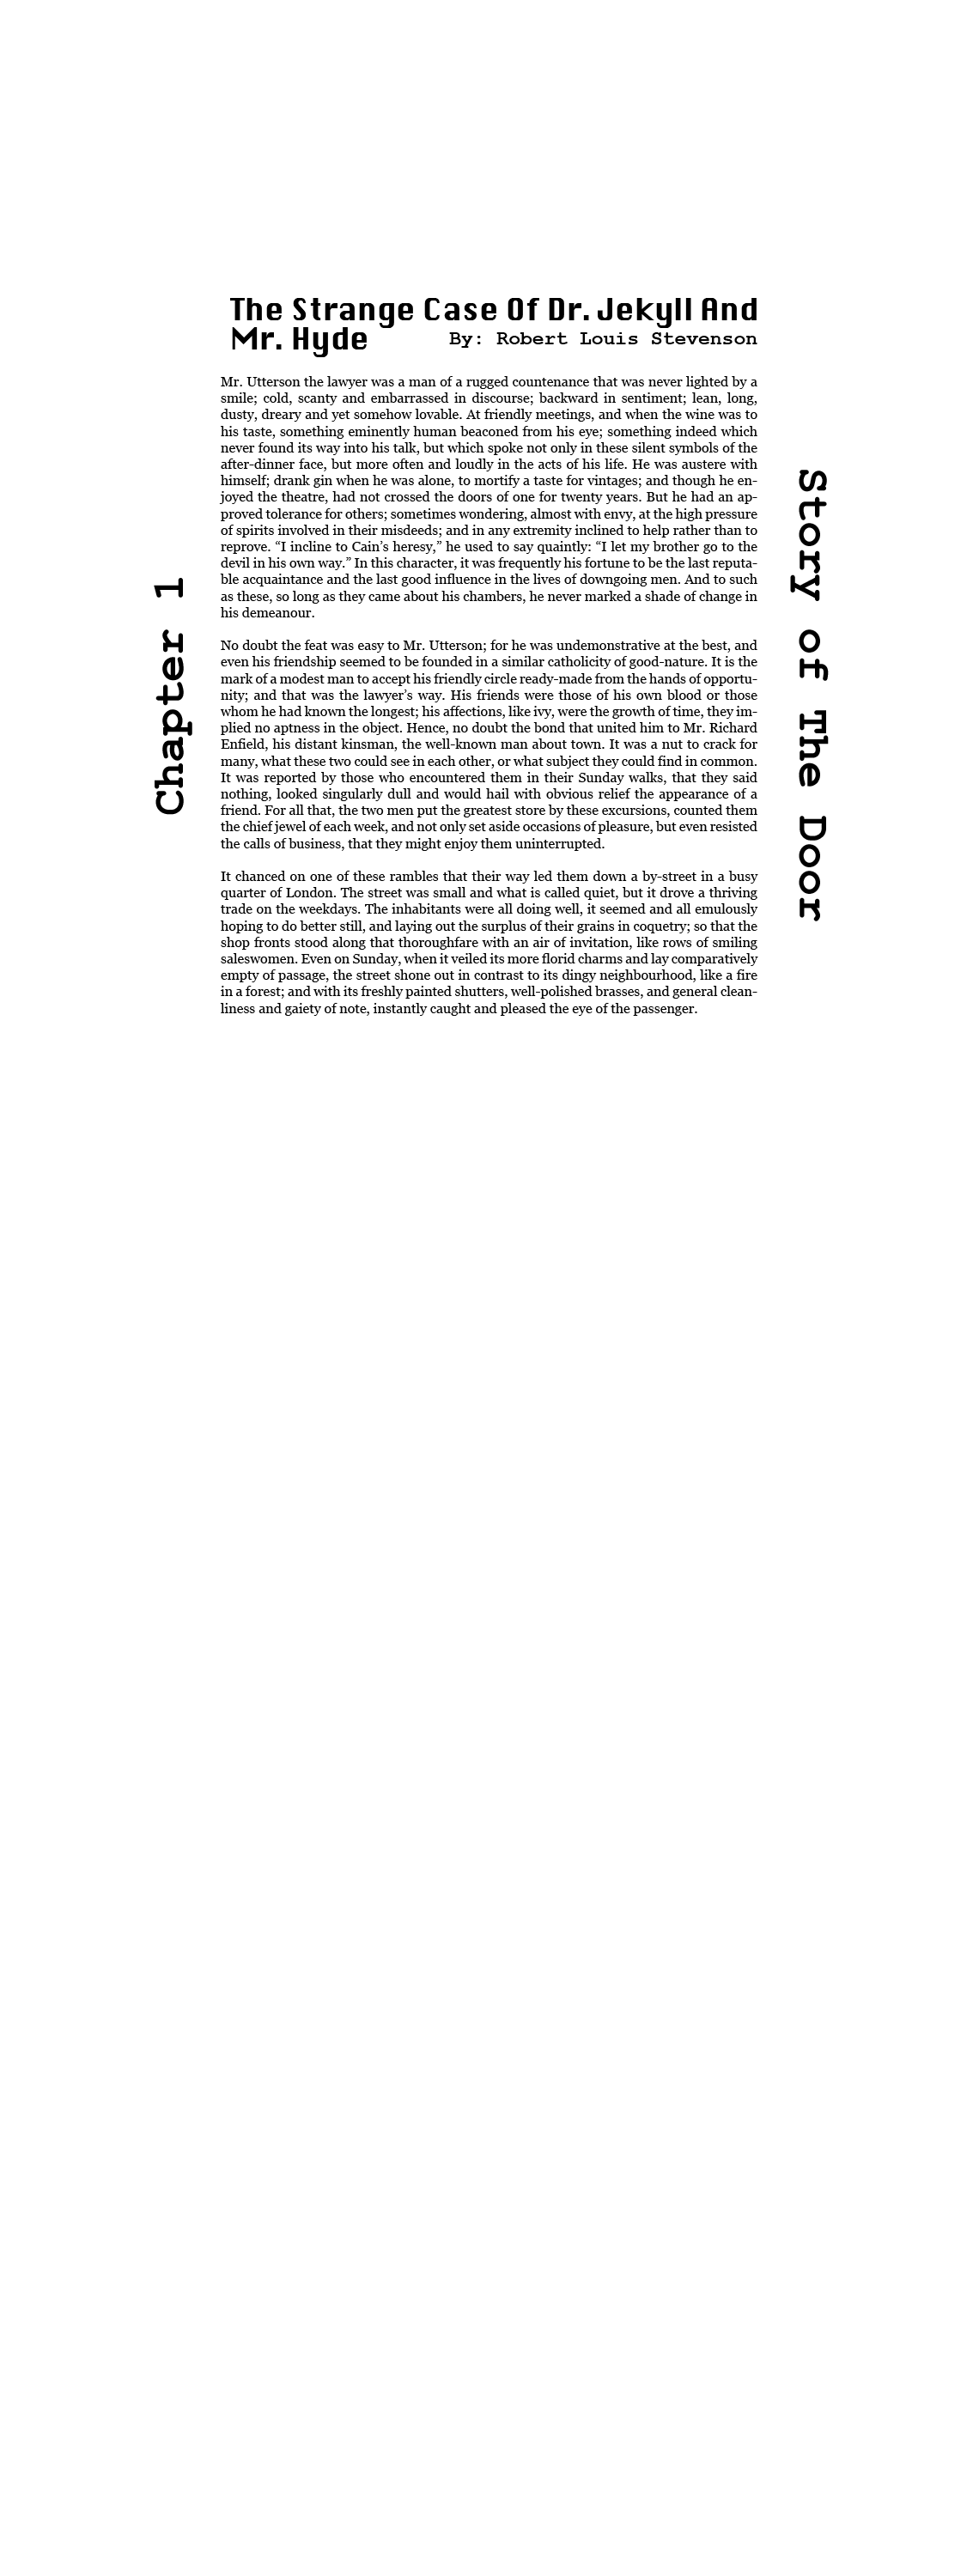 The Strange Case Of Dr. Jekyll And
Mr. Hyde
By: Robert Louis Stevenson
Chapter 1
Story of The Door
Mr. Utterson the lawyer was a man of a rugged countenance that was never lighted by a
smile; cold, scanty and embarrassed in discourse; backward in sentiment; lean, long,
dusty, dreary and yet somehow lovable. At friendly meetings, and when the wine was to
his taste, something eminently human beaconed from his eye; something indeed which
never found its way into his talk, but which spoke not only in these silent symbols of the
after-dinner face, but more often and loudly in the acts of his life. He was austere with
himself; drank gin when he was alone, to mortify a taste for vintages; and though he en-
joyed the theatre, had not crossed the doors of one for twenty years. But he had an ap-
proved tolerance for others; sometimes wondering, almost with envy, at the high pressure
of spirits involved in their misdeeds; and in any extremity inclined to help rather than to
reprove. “I incline to Cain’s heresy,” he used to say quaintly: “I let my brother go to the
devil in his own way.” In this character, it was frequently his fortune to be the last reputa-
ble acquaintance and the last good influence in the lives of downgoing men. And to such
as these, so long as they came about his chambers, he never marked a shade of change in
his demeanour.
No doubt the feat was easy to Mr. Utterson; for he was undemonstrative at the best, and
even his friendship seemed to be founded in a similar catholicity of good-nature. It is the
mark of a modest man to accept his friendly circle ready-made from the hands of opportu-
nity; and that was the lawyer’s way. His friends were those of his own blood or those
whom he had known the longest; his affections, like ivy, were the growth of time, they im-
plied no aptness in the object. Hence, no doubt the bond that united him to Mr. Richard
Enfield, his distant kinsman, the well-known man about town. It was a nut to crack for
many, what these two could see in each other, or what subject they could find in common.
It was reported by those who encountered them in their Sunday walks, that they said
nothing, looked singularly dull and would hail with obvious relief the appearance of a
friend. For all that, the two men put the greatest store by these excursions, counted them
the chief jewel of each week, and not only set aside occasions of pleasure, but even resisted
the calls of business, that they might enjoy them uninterrupted.
It chanced on one of these rambles that their way led them down a by-street in a busy
quarter of London. The street was small and what is called quiet, but it drove a thriving
trade on the weekdays. The inhabitants were all doing well, it seemed and all emulously
hoping to do better still, and laying out the surplus of their grains in coquetry; so that the
shop fronts stood along that thoroughfare with an air of invitation, like rows of smiling
saleswomen. Even on Sunday, when it veiled its more florid charms and lay comparatively
empty of passage, the street shone out in contrast to its dingy neighbourhood, like a fire
in a forest; and with its freshly painted shutters, well-polished brasses, and general clean-
liness and gaiety of note, instantly caught and pleased the eye of the passenger.